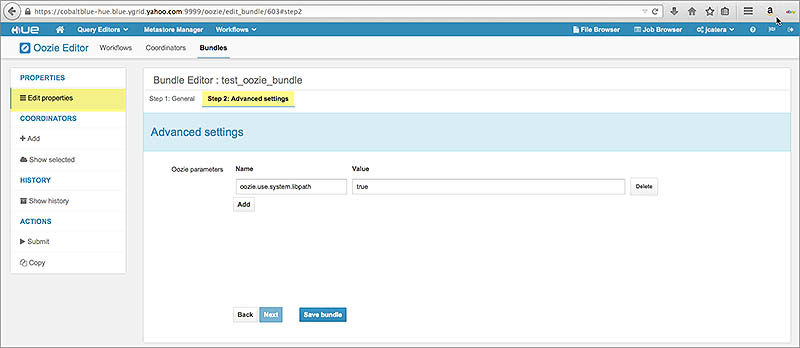 https://cobaltblue-hue.blue.ygrid.yahoo.com:9999/oozie/edit_bundle/603#step2
a
ebay
HUE Query Editors Metastore Manager Workflows File Browser Job Browser jcatera
Oozie Editor Workflows Coordinators Bundles
PROPERTIES
Edit properties
COORDINATORS
Add
Show selected
HISTORY
Show history
ACTIONS
Submit
Copy
Bundle Editor : test_oozie_bundle
Step 1: General Step 2: Advanced settings
Advanced settings
Oozie parameters Name Value
oozie.use.system.libpath true Delete
Add
Back Next Save bundle